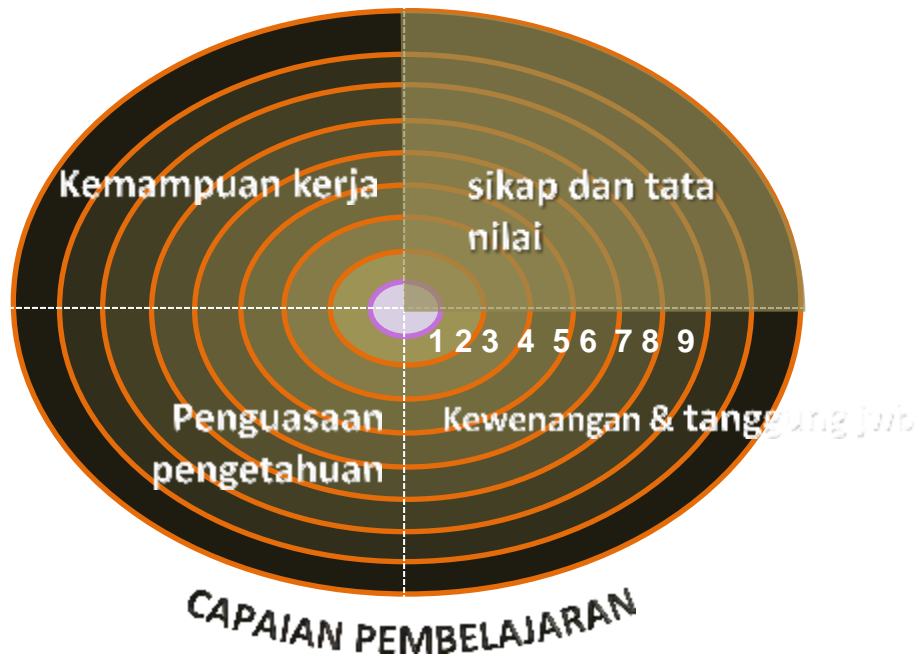 Kemampuan kerja
sikap dan tata
nilai
1 2 3 4 5 6 7 8 9
Penguasaan
pengetahuan
Kewenangan & tanggung jwb
CAPAIAN PEMBELAJARAN